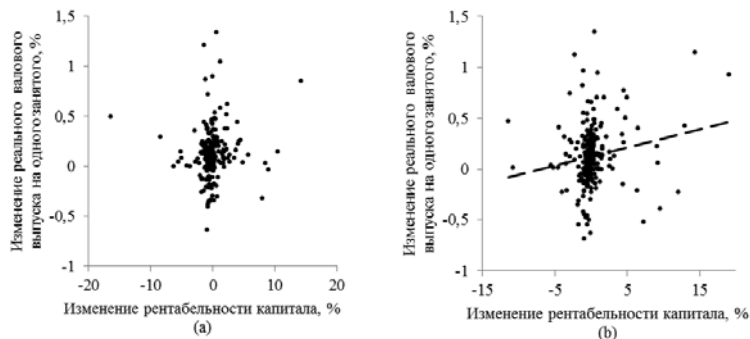 Изменение реального валового
выпуска на одного занятого, %
1,5
1
0,5
0
-0,5
-1
-20
-10
0
10
20
Изменение рентабельности капитала, %
(a)
Изменение реального валового
выпуска на одного занятого, %
1,5
1
0,5
0
-0,5
1
-15
-5
5
15
Изменение рентабельности капитала, %
(b)